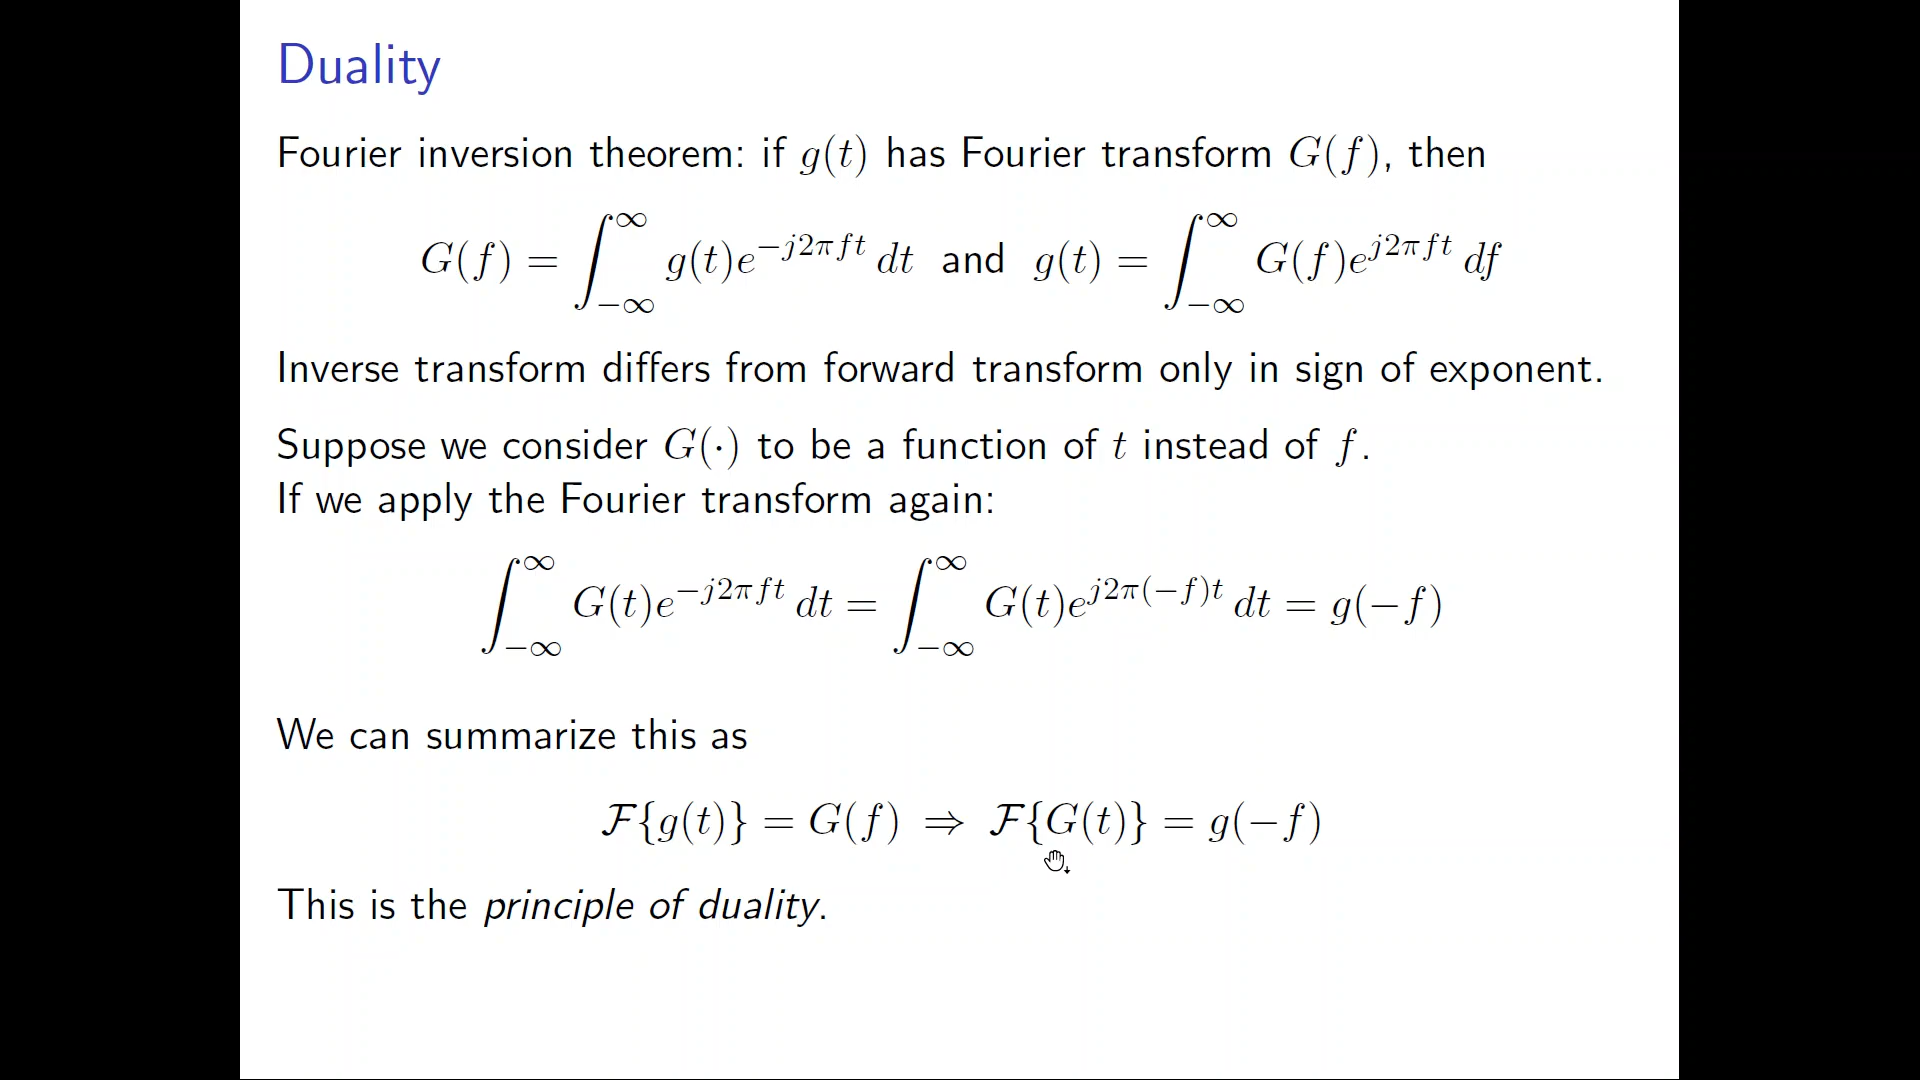 Duality
Fourier inversion theorem: if g(t) has Fourier transform G(f), then
G(f) = ∫_{−∞}^{∞} g(t)e^{−j2πft} dt and g(t) = ∫_{−∞}^{∞} G(f)e^{j2πft} df
Inverse transform differs from forward transform only in sign of exponent.
Suppose we consider G(·) to be a function of t instead of f.
If we apply the Fourier transform again:
∫_{−∞}^{∞} G(t)e^{−j2πft} dt = ∫_{−∞}^{∞} G(t)e^{j2π(−f)t} dt = g(−f)
We can summarize this as
ℱ{g(t)} = G(f) ⇒ ℱ{G(t)} = g(−f)
This is the principle of duality.